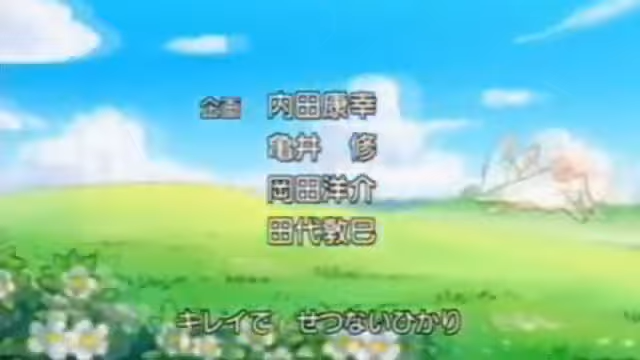 企画 内田康幸
亀井 修
岡田洋介
田代敦巳
キレイで せつないひかり